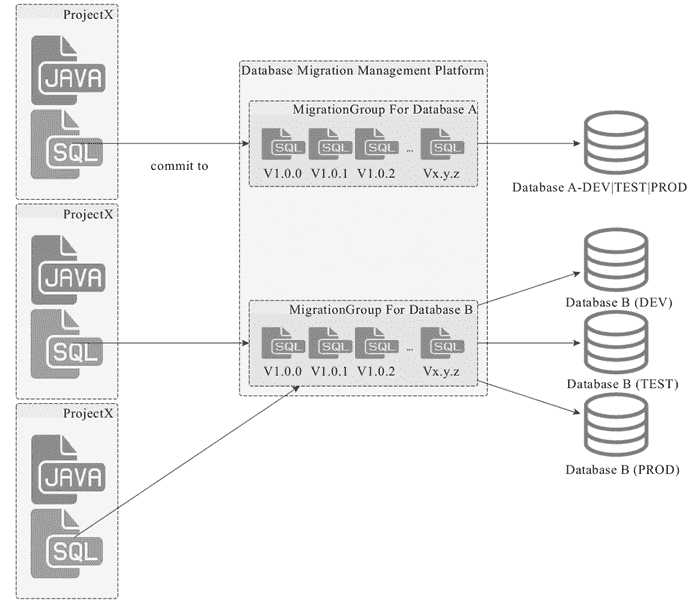 ProjectX
JAVA
SQL
commit to
Database Migration Management Platform
MigrationGroup For Database A
SQL SQL SQL ... SQL
V1.0.0 V1.0.1 V1.0.2 Vx.y.z
Database A-DEV|TEST|PROD
ProjectX
JAVA
SQL
MigrationGroup For Database B
SQL SQL SQL ... SQL
V1.0.0 V1.0.1 V1.0.2 Vx.y.z
Database B (DEV)
Database B (TEST)
Database B (PROD)
ProjectX
JAVA
SQL